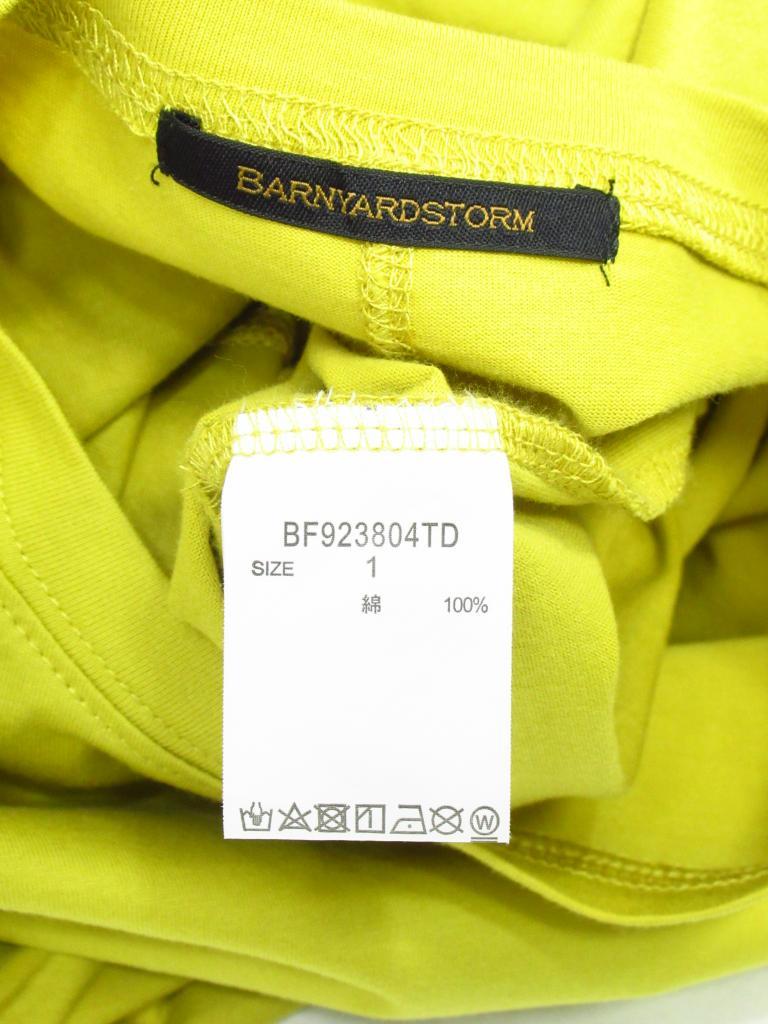 BARNYARDSTORM
BF923804TD
SIZE 1
綿 100%
W